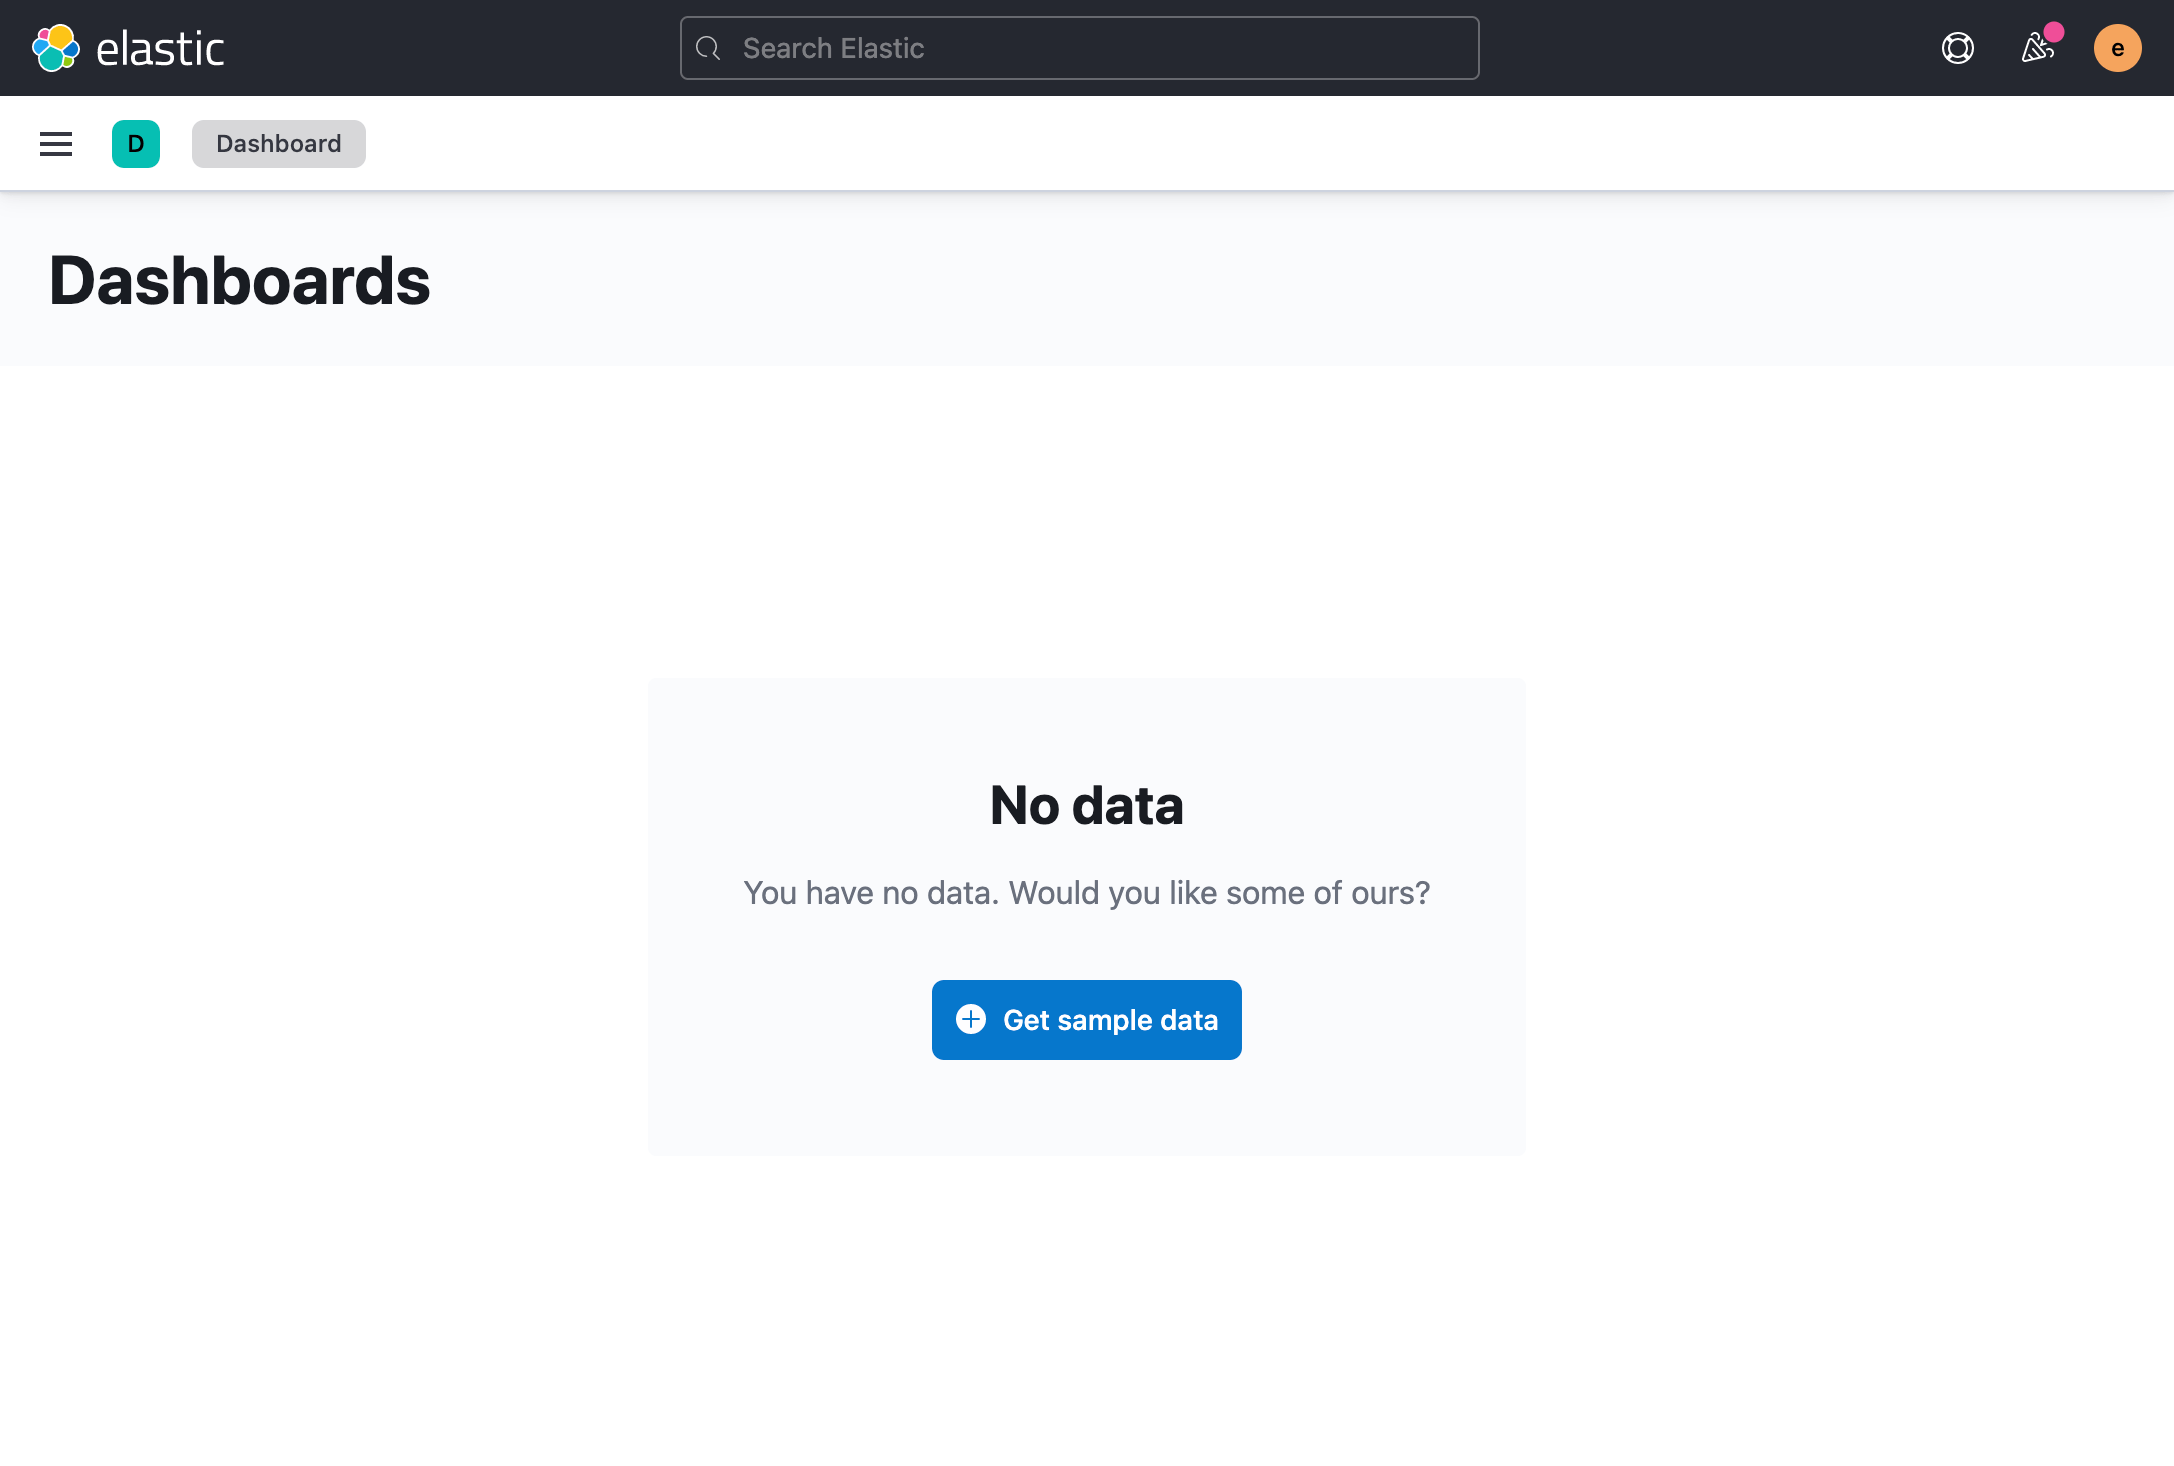 elastic
Search Elastic
e
D
Dashboard
Dashboards
No data
You have no data. Would you like some of ours?
Get sample data